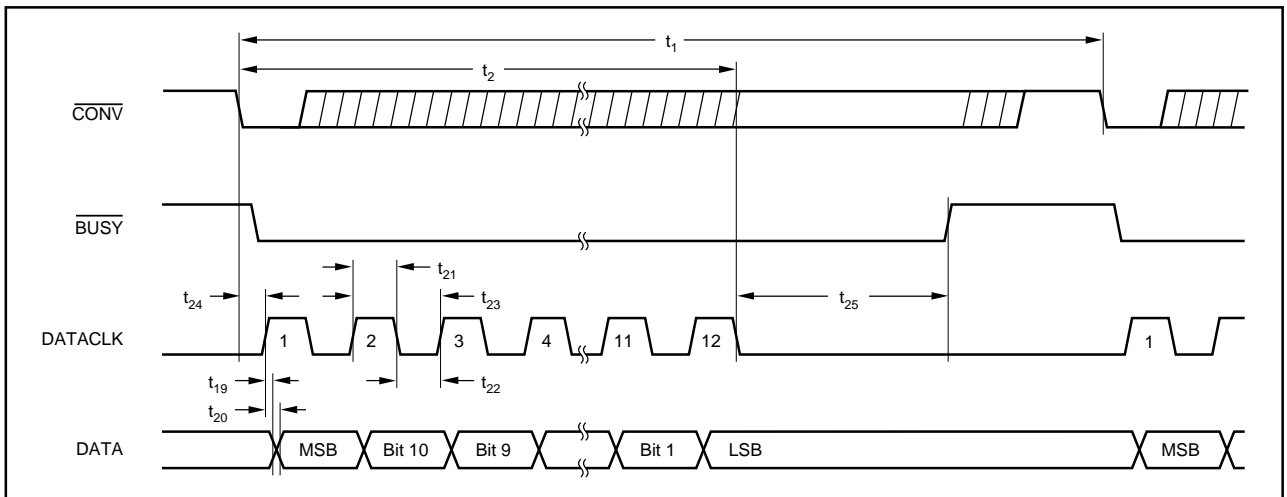 t1
t2
CONV
BUSY
t21
t24
t23
t25
DATACLK
1 2 3 4 11 12 1
t19
t22
t20
DATA
MSB Bit 10 Bit 9 Bit 1 LSB MSB